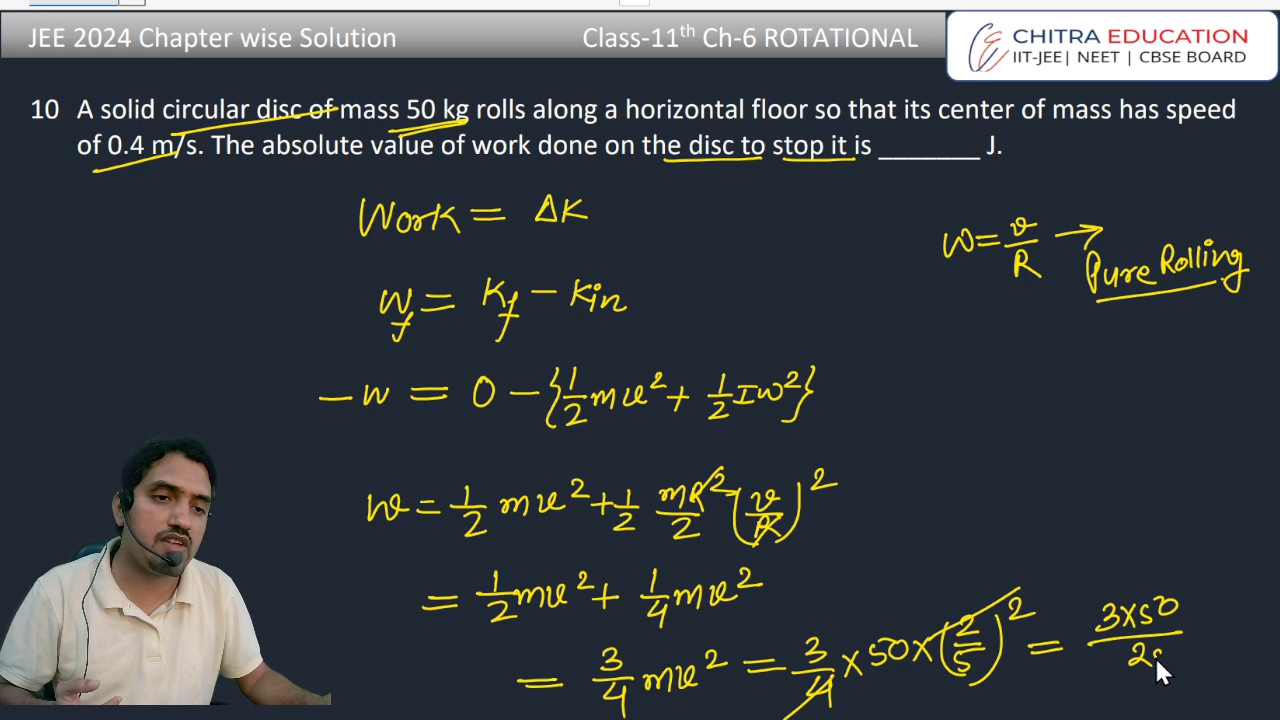 JEE 2024 Chapter wise Solution
Class-11th Ch-6 ROTATIONAL
CHITRA EDUCATION
IIT-JEE| NEET | CBSE BOARD
10 A solid circular disc of mass 50 kg rolls along a horizontal floor so that its center of mass has speed
of 0.4 m/s. The absolute value of work done on the disc to stop it is _______ J.
Work = ΔK
ω = v/R → Pure Rolling
W_f = K_f − Kin
−W = 0 − {1/2 mv² + 1/2 Iω²}
W = 1/2 mv² + 1/2 mR²/2 (v/R)²
= 1/2 mv² + 1/4 mv²
= 3/4 mv² = 3/4 × 50 × (2/5)² = 3×50/2